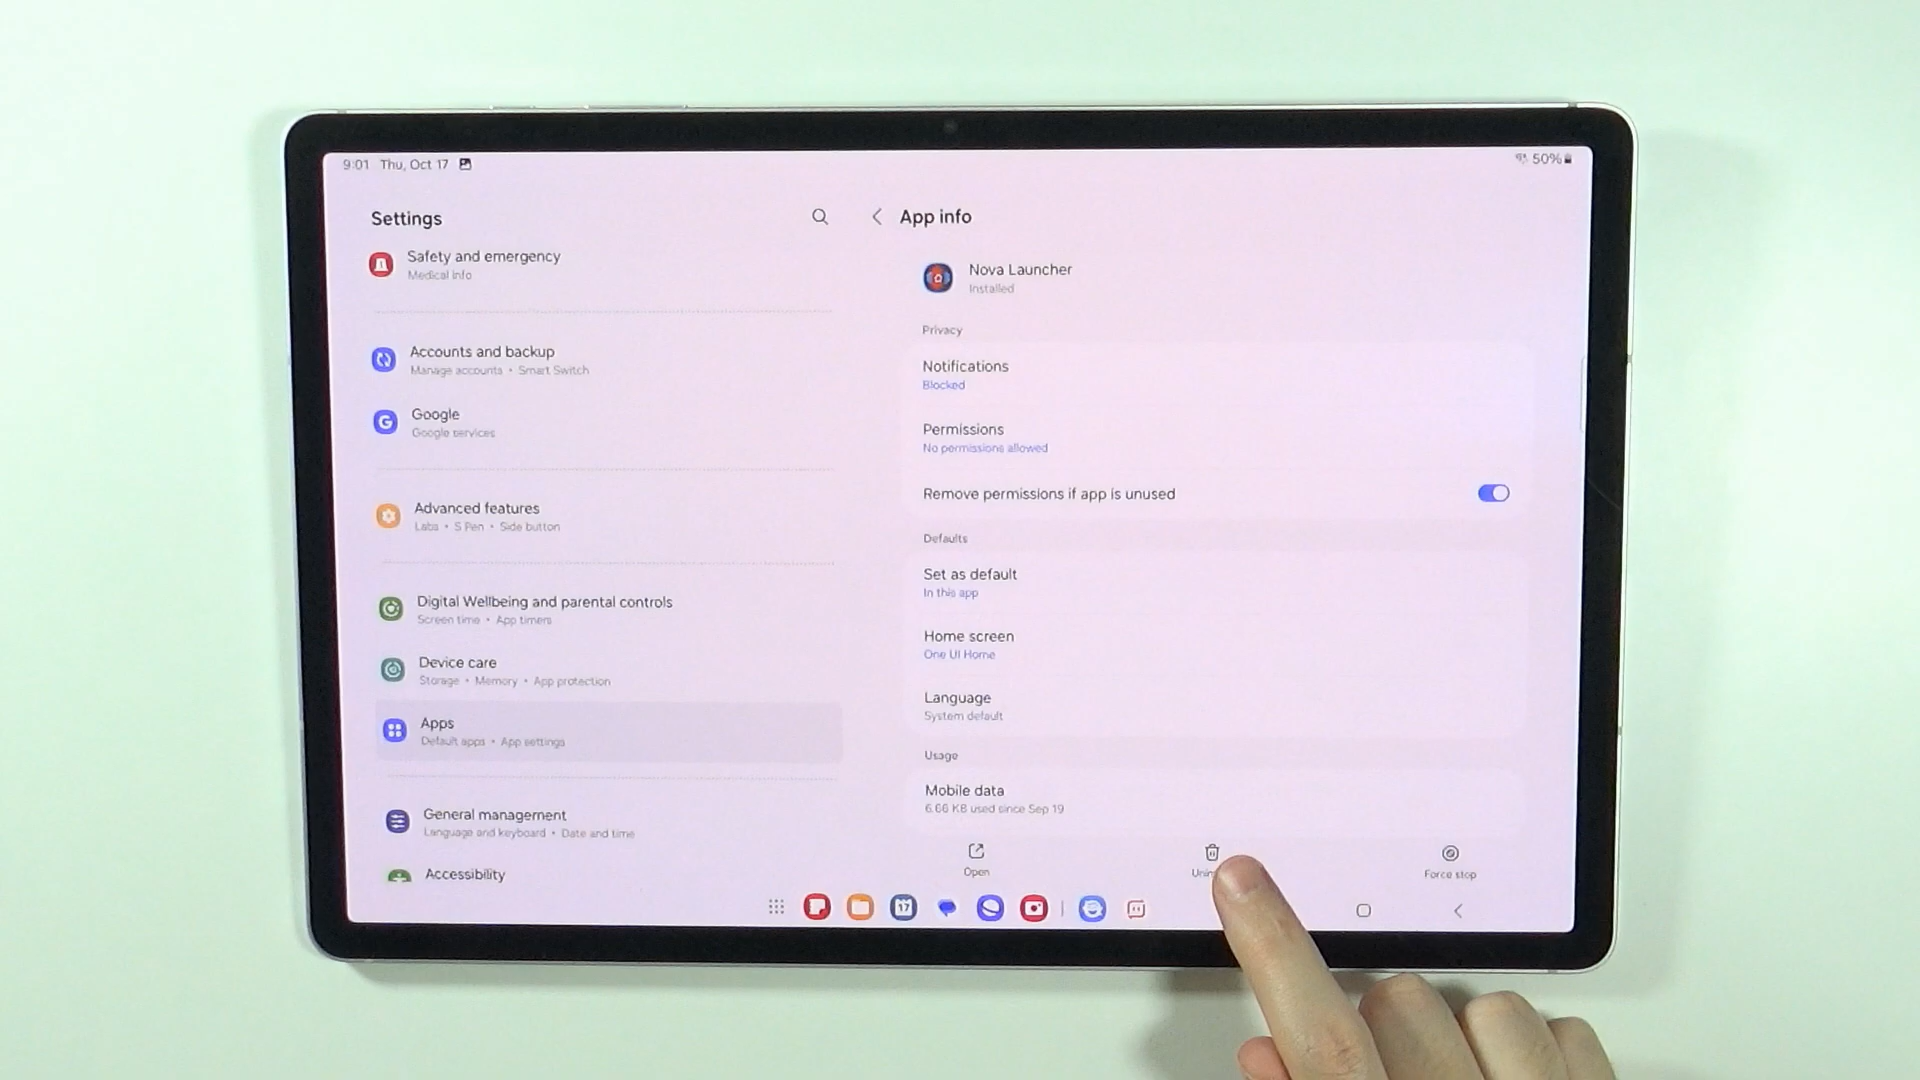 9:01 Thu, Oct 17
50%
Settings
Safety and emergency
Medical info
Accounts and backup
Manage accounts • Smart Switch
Google
Google services
Advanced features
Labs • S Pen • Side button
Digital Wellbeing and parental controls
Screen time • App timers
Device care
Storage • Memory • App protection
Apps
Default apps • App settings
General management
Language and keyboard • Date and time
Accessibility
App info
Nova Launcher
Installed
Privacy
Notifications
Blocked
Permissions
No permissions allowed
Remove permissions if app is unused
Defaults
Set as default
In this app
Home screen
One UI Home
Language
System default
Usage
Mobile data
6.66 KB used since Sep 19
Open
Force stop
17